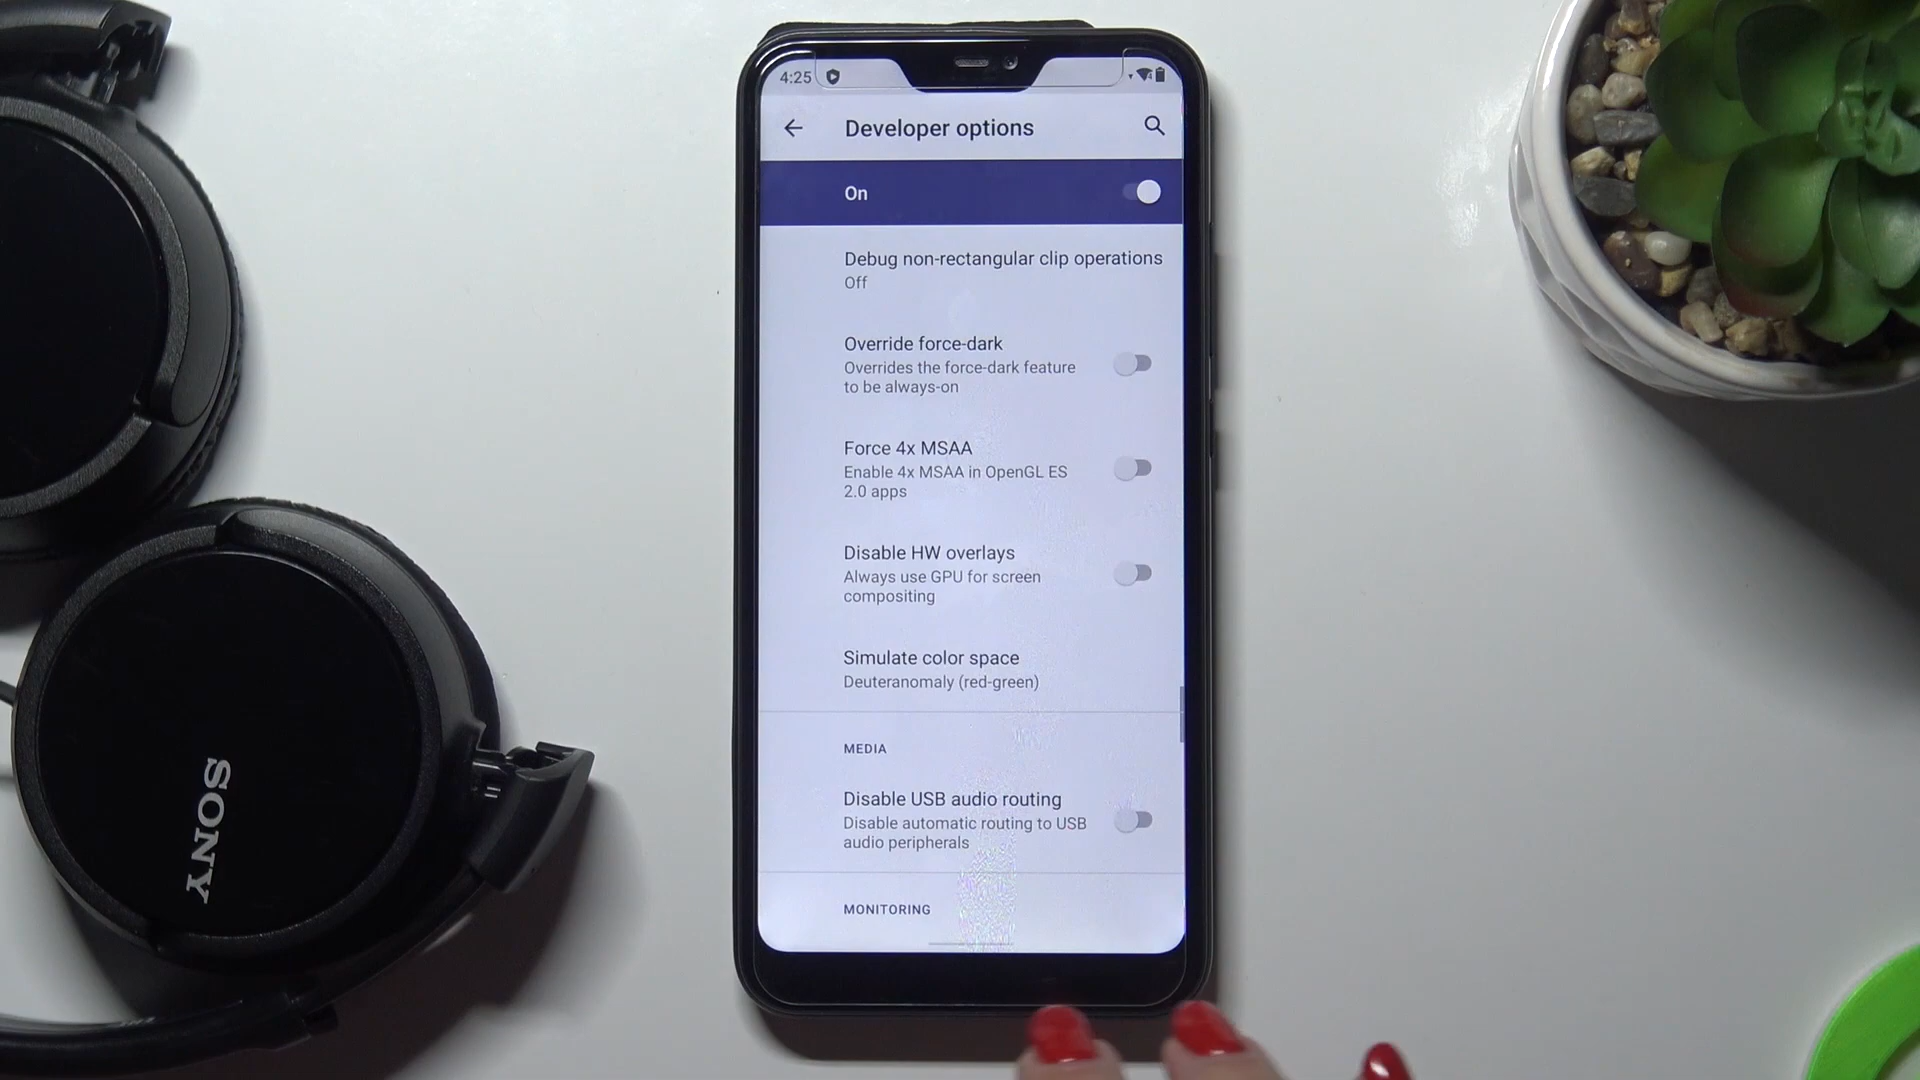 4:25
Developer options
On
Debug non-rectangular clip operations
Off
Override force-dark
Overrides the force-dark feature
to be always-on
Force 4x MSAA
Enable 4x MSAA in OpenGL ES
2.0 apps
Disable HW overlays
Always use GPU for screen
compositing
Simulate color space
Deuteranomaly (red-green)
MEDIA
Disable USB audio routing
Disable automatic routing to USB
audio peripherals
MONITORING
SONY